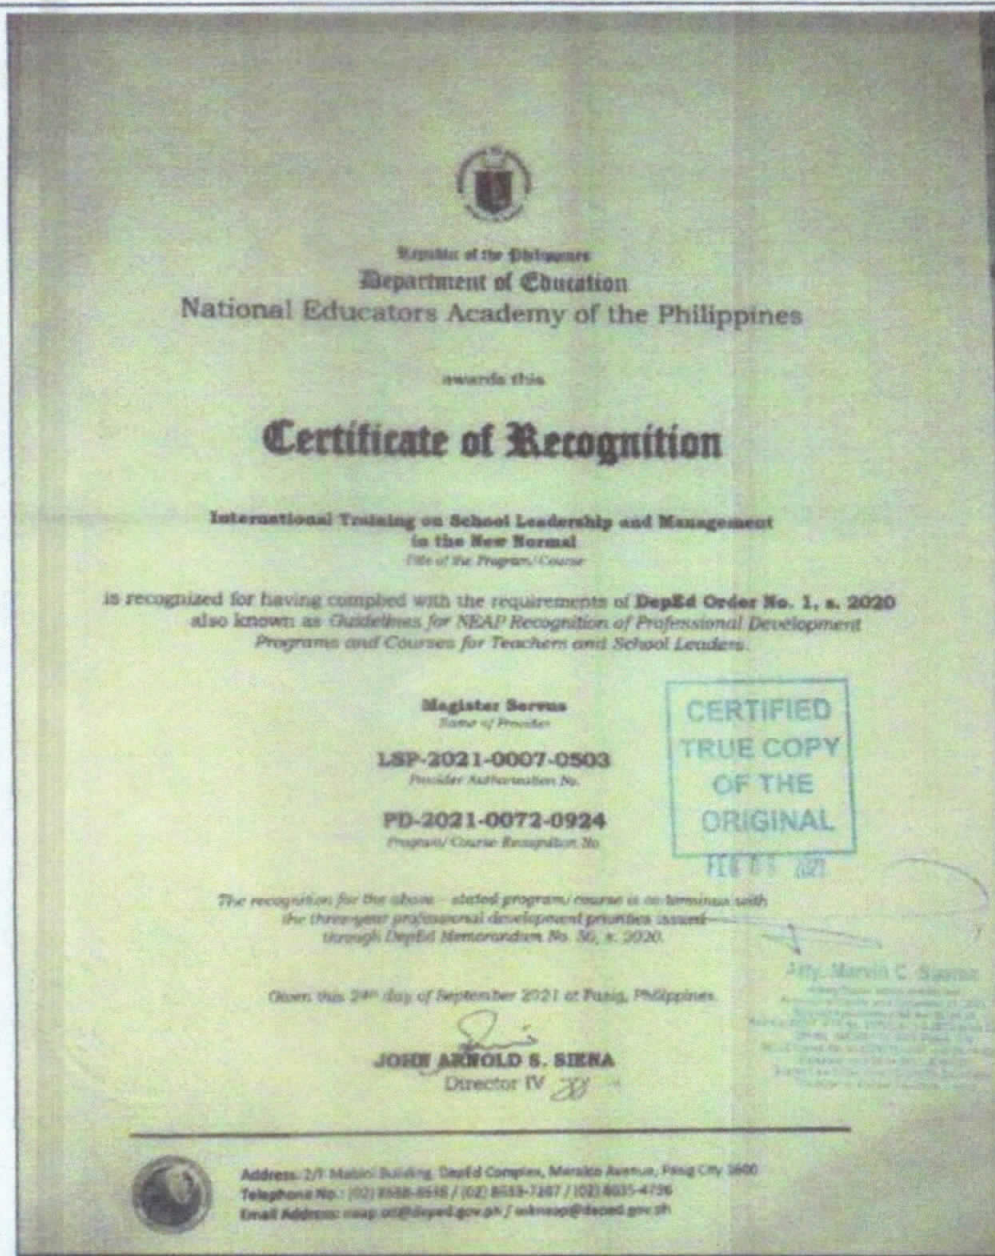 Republic of the Philippines
Department of Education
National Educators Academy of the Philippines
awards this
Certificate of Recognition
International Training on School Leadership and Management
in the New Normal
Title of the Program/Course
is recognized for having complied with the requirements of DepEd Order No. 1, s. 2020
also known as Guidelines for NEAP Recognition of Professional Development
Programs and Courses for Teachers and School Leaders.
Magister Servus
Name of Provider
LSP-2021-0007-0503
Provider Authorization No.
PD-2021-0072-0924
Program/Course Recognition No
CERTIFIED
TRUE COPY
OF THE
ORIGINAL
FEB
The recognition for the above - stated program/course is co-terminus with
the three-year professional development priorities issued
through DepEd Memorandum No. 50, s. 2020.
Atty. Marvin C.
Given this 24th day of September 2021 at Pasig, Philippines.
JOHN ARNOLD S. SIENA
Director IV
Address: 2/F Mabini Building, DepEd Complex, Meralco Avenue, Pasig City 1600
Telephone No.: (02)
Email Address: